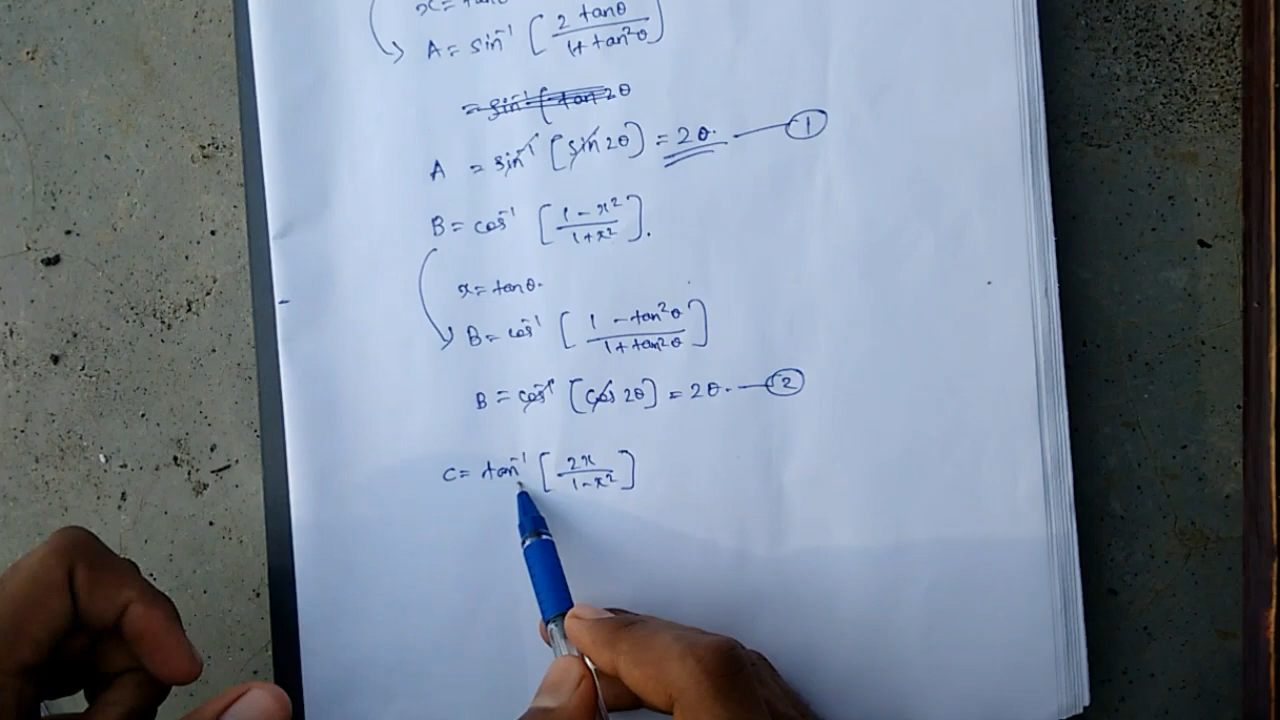 x = tanθ
A = sin⁻¹ [ 2 tanθ / 1 + tan²θ ]
= sin⁻¹ [ tan 2θ
A = sin⁻¹ [sin 2θ] = 2θ. — 1
B = cos⁻¹ [ 1 - x² / 1 + x² ].
x = tanθ.
B = cos⁻¹ [ 1 - tan²θ / 1 + tan²θ ]
B = cos⁻¹ [cos 2θ] = 2θ. — 2
C = tan⁻¹ [ 2x / 1 - x² ]